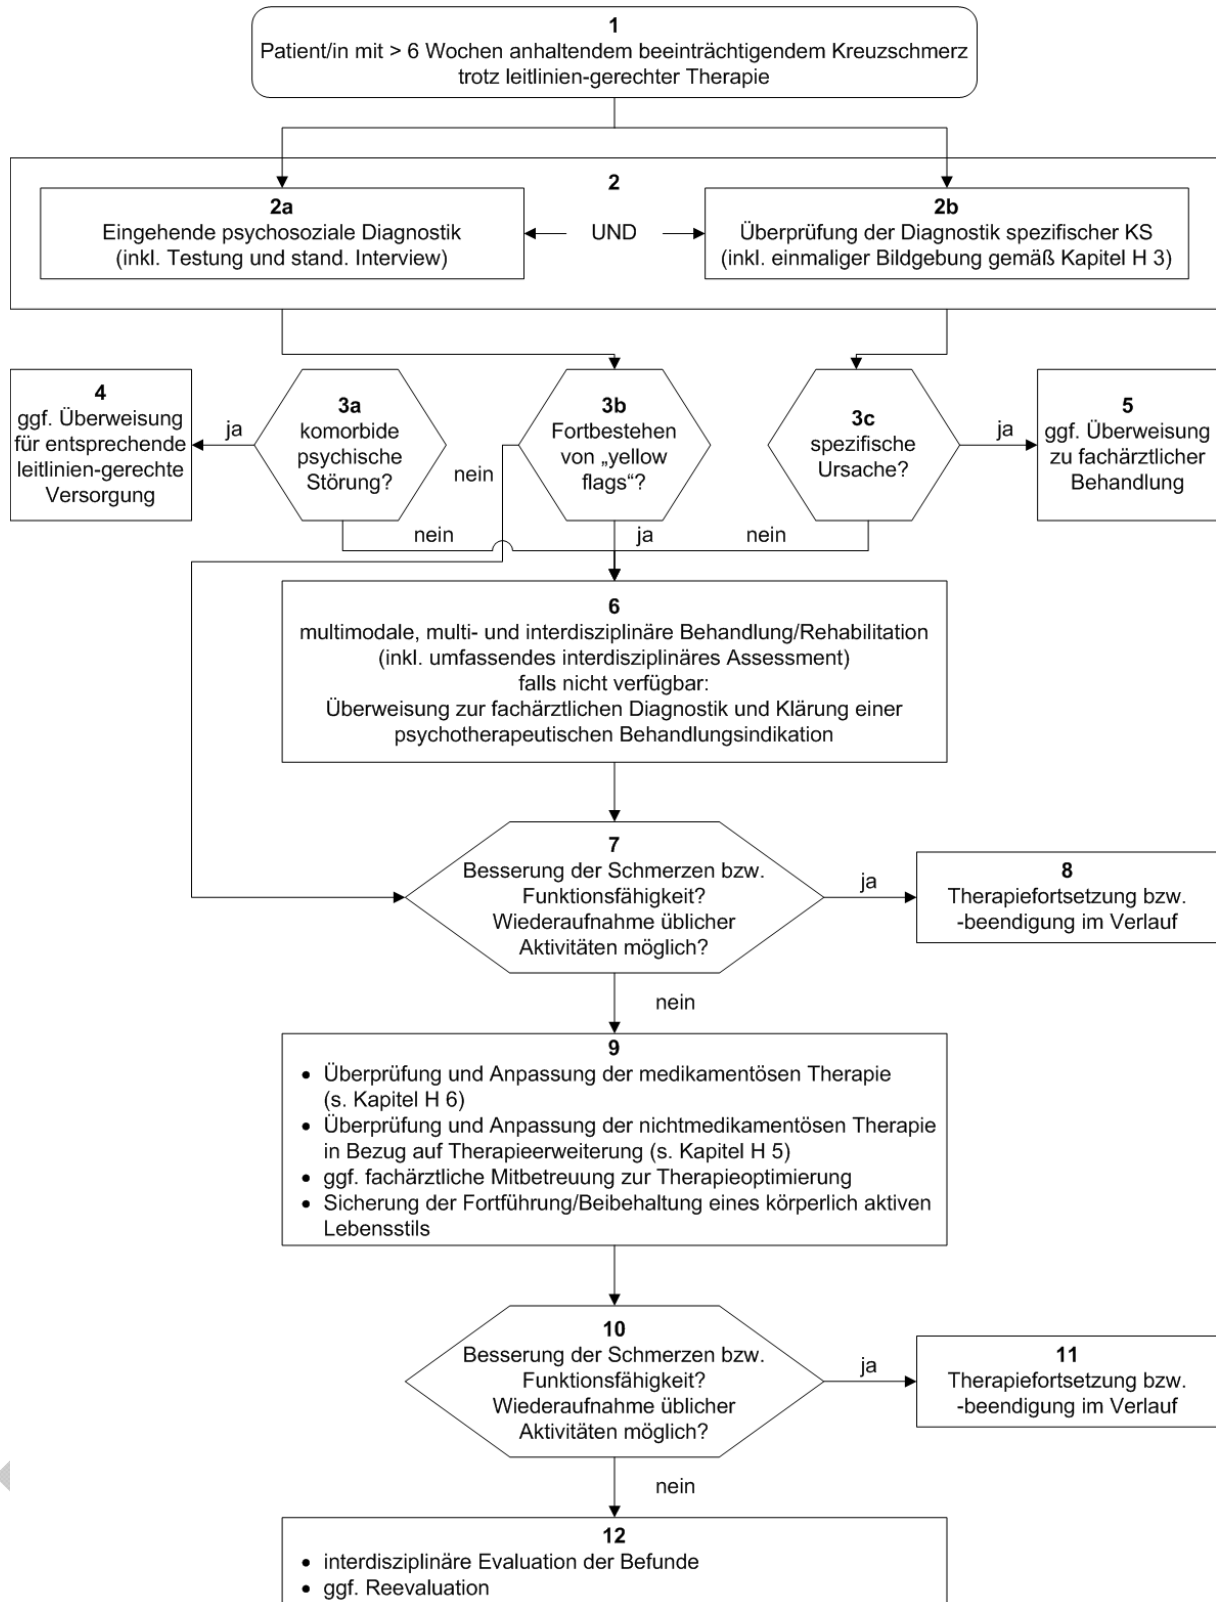 1
Patient/in mit > 6 Wochen anhaltendem beeinträchtigendem Kreuzschmerz
trotz leitlinien-gerechter Therapie
2
2a
Eingehende psychosoziale Diagnostik
(inkl. Testung und stand. Interview)
UND
2b
Überprüfung der Diagnostik spezifischer KS
(inkl. einmaliger Bildgebung gemäß Kapitel H 3)
4
ggf. Überweisung
für entsprechende
leitlinien-gerechte
Versorgung
ja
3a
komorbide
psychische
Störung?
nein
nein
3b
Fortbestehen
von „yellow
flags“?
ja
3c
spezifische
Ursache?
nein
ja
5
ggf. Überweisung
zu fachärztlicher
Behandlung
6
multimodale, multi- und interdisziplinäre Behandlung/Rehabilitation
(inkl. umfassendes interdisziplinäres Assessment)
falls nicht verfügbar:
Überweisung zur fachärztlichen Diagnostik und Klärung einer
psychotherapeutischen Behandlungsindikation
7
Besserung der Schmerzen bzw.
Funktionsfähigkeit?
Wiederaufnahme üblicher
Aktivitäten möglich?
ja
8
Therapiefortsetzung bzw.
-beendigung im Verlauf
nein
9
• Überprüfung und Anpassung der medikamentösen Therapie
(s. Kapitel H 6)
• Überprüfung und Anpassung der nichtmedikamentösen Therapie
in Bezug auf Therapieerweiterung (s. Kapitel H 5)
• ggf. fachärztliche Mitbetreuung zur Therapieoptimierung
• Sicherung der Fortführung/Beibehaltung eines körperlich aktiven
Lebensstils
10
Besserung der Schmerzen bzw.
Funktionsfähigkeit?
Wiederaufnahme üblicher
Aktivitäten möglich?
ja
11
Therapiefortsetzung bzw.
-beendigung im Verlauf
nein
12
• interdisziplinäre Evaluation der Befunde
• ggf. Reevaluation